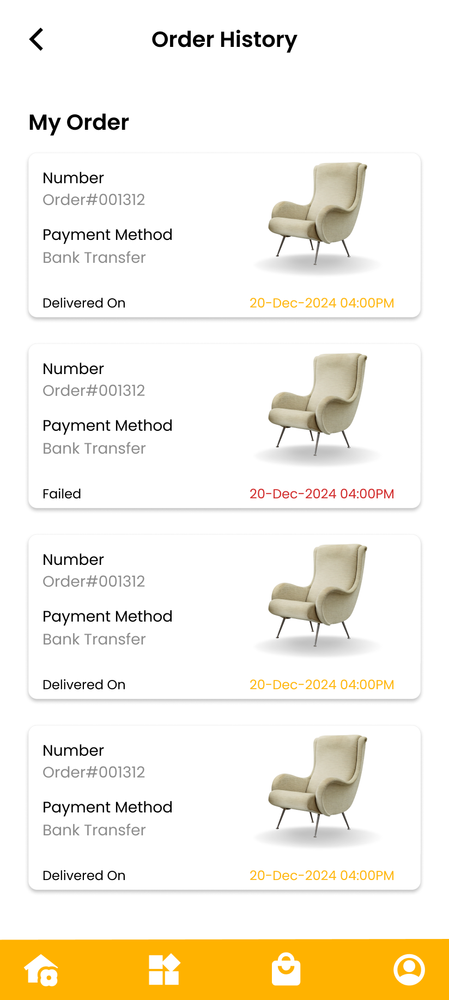 Order History
My Order
Number
Order#001312
Payment Method
Bank Transfer
Delivered On 20-Dec-2024 04:00PM
Number
Order#001312
Payment Method
Bank Transfer
Failed 20-Dec-2024 04:00PM
Number
Order#001312
Payment Method
Bank Transfer
Delivered On 20-Dec-2024 04:00PM
Number
Order#001312
Payment Method
Bank Transfer
Delivered On 20-Dec-2024 04:00PM